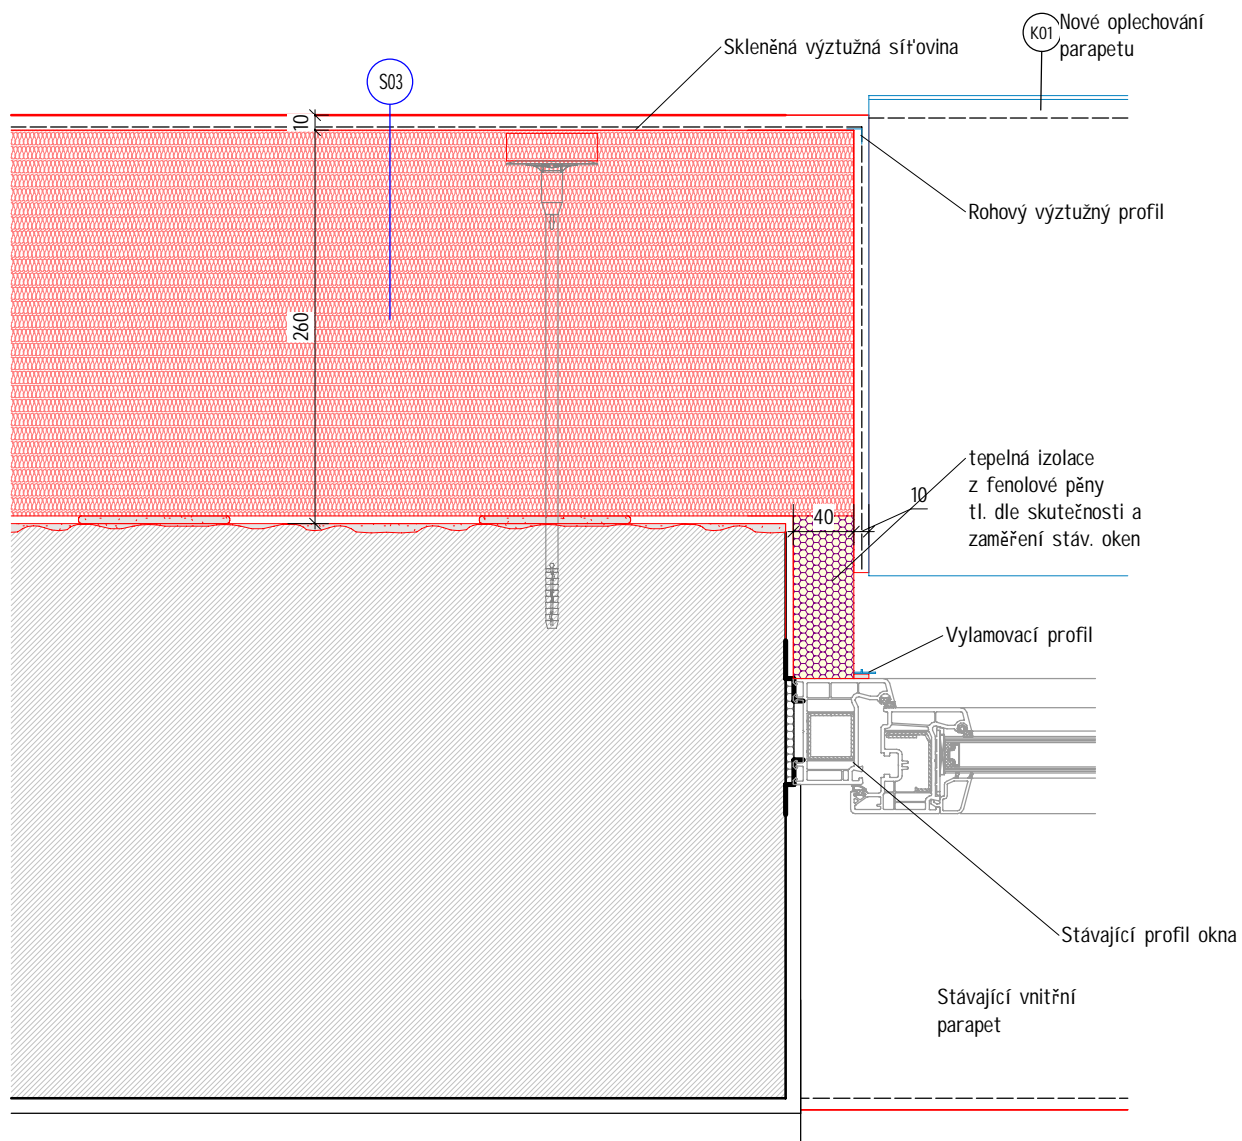 K01
Nové oplechování
parapetu
Skleněná výztužná síťovina
S03
10
Rohový výztužný profil
260
tepelná izolace
z fenolové pěny
tl. dle skutečnosti a
zaměření stáv. oken
10
40
Vylamovací profil
Stávající profil okna
Stávající vnitřní
parapet